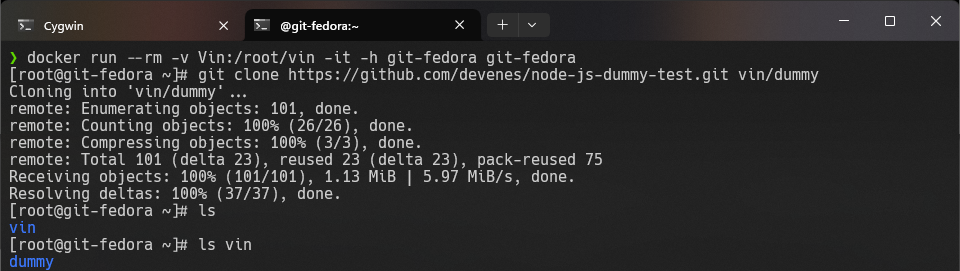 Cygwin
@git-fedora:~
❯ docker run --rm -v Vin:/root/vin -it -h git-fedora git-fedora
[root@git-fedora ~]# git clone https://github.com/devenes/node-js-dummy-test.git vin/dummy
Cloning into 'vin/dummy'...
remote: Enumerating objects: 101, done.
remote: Counting objects: 100% (26/26), done.
remote: Compressing objects: 100% (3/3), done.
remote: Total 101 (delta 23), reused 23 (delta 23), pack-reused 75
Receiving objects: 100% (101/101), 1.13 MiB | 5.97 MiB/s, done.
Resolving deltas: 100% (37/37), done.
[root@git-fedora ~]# ls
vin
[root@git-fedora ~]# ls vin
dummy